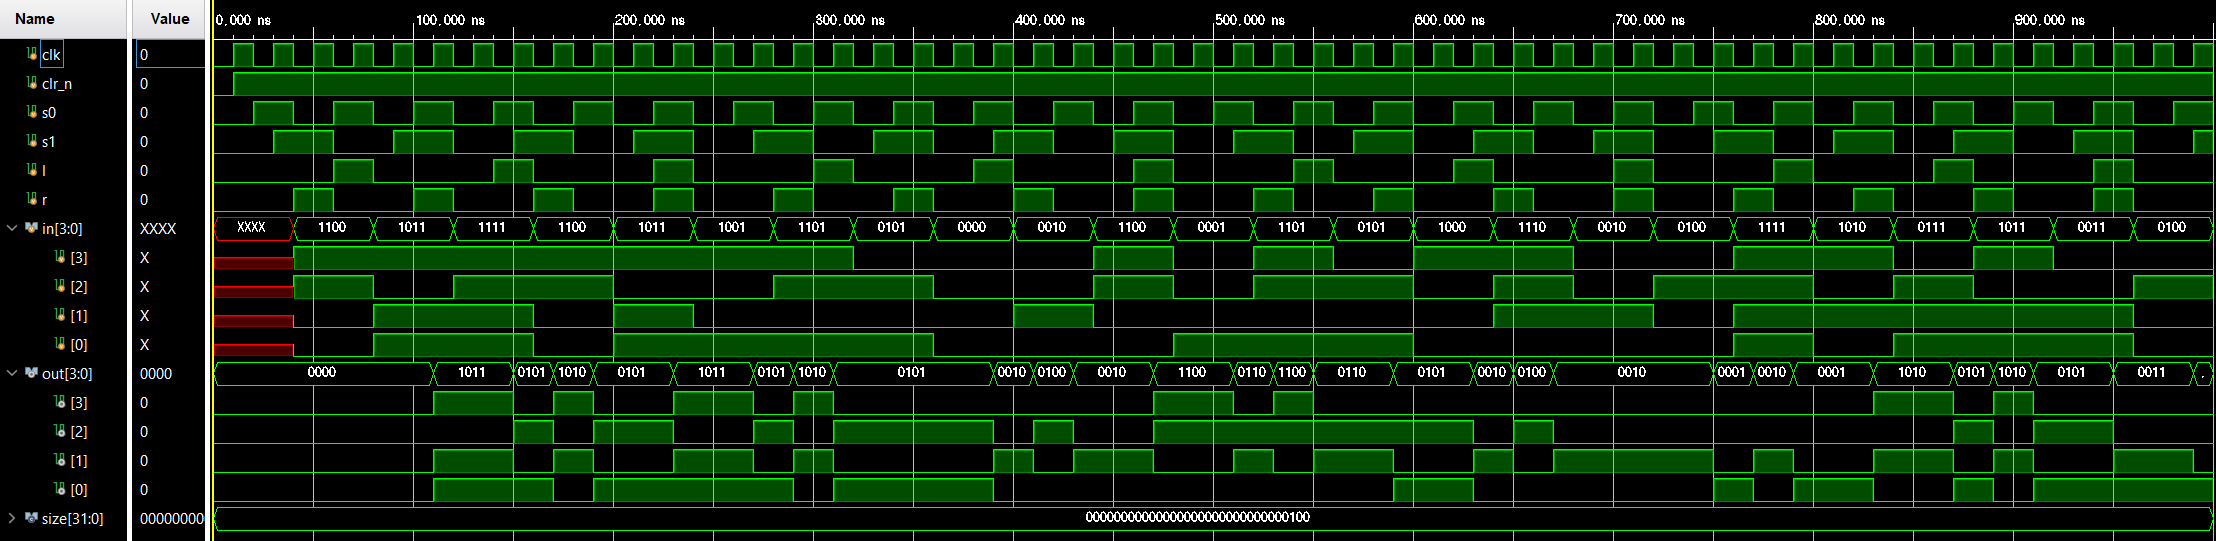 Name Value 0,000 ns 100,000 ns 200,000 ns 300,000 ns 400,000 ns 500,000 ns 600,000 ns 700,000 ns 800,000 ns 900,000 ns
clk 0
clr_n 0
s0 0
s1 0
l 0
r 0
in[3:0] XXXX XXXX 1100 1011 1111 1100 1011 1001 1101 0101 0000 0010 1100 0001 1101 0101 1000 1110 0010 0100 1111 1010 0111 1011 0011 0100
[3] X
[2] X
[1] X
[0] X
out[3:0] 0000 0000 1011 0101 1010 0101 1011 0101 1010 0101 0010 0100 0010 1100 0110 1100 0110 0101 0010 0100 0010 0001 0010 0001 1010 0101 1010 0101 0011 .
[3] 0
[2] 0
[1] 0
[0] 0
size[31:0] 00000000 00000000000000000000000000000100